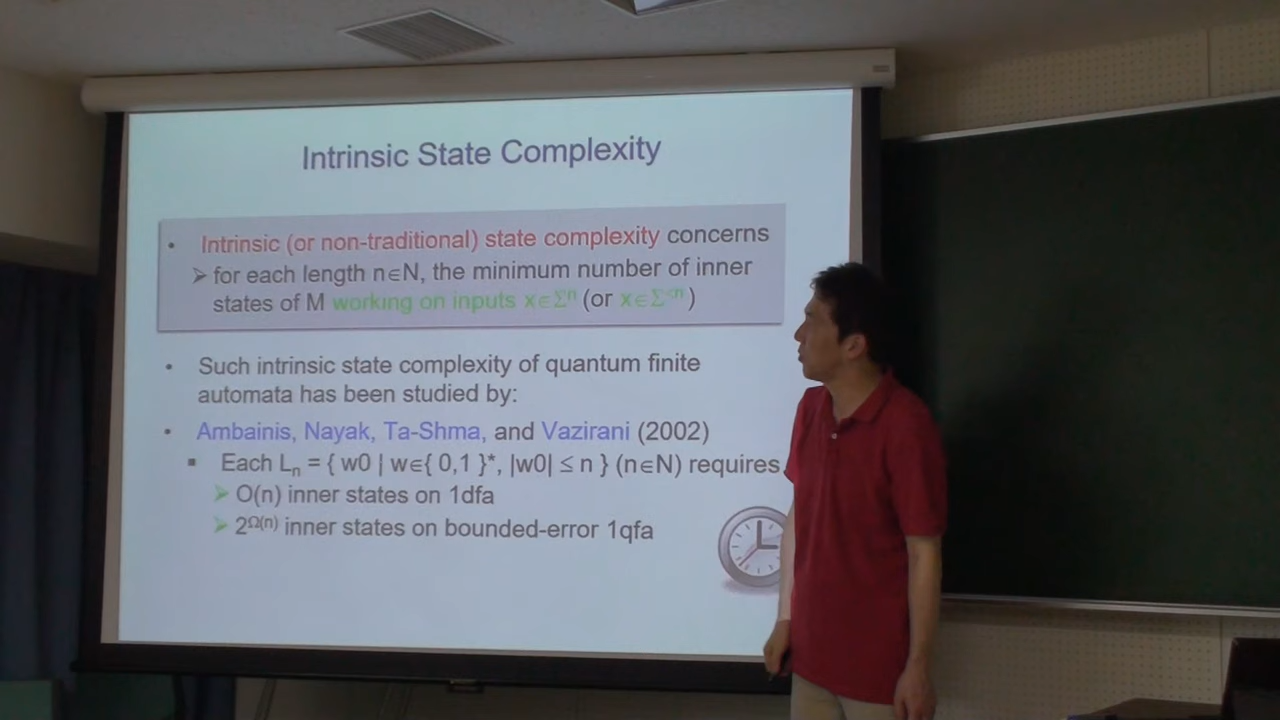 Intrinsic State Complexity
• Intrinsic (or non-traditional) state complexity concerns
➢ for each length n∈N, the minimum number of inner
states of M working on inputs x∈Σⁿ (or x∈Σ≤ⁿ)
• Such intrinsic state complexity of quantum finite
automata has been studied by:
• Ambainis, Nayak, Ta-Shma, and Vazirani (2002)
▪ Each Lₙ = { w0 | w∈{ 0,1 }*, |w0| ≤ n } (n∈N) requires
➢ O(n) inner states on 1dfa
➢ 2^Ω(n) inner states on bounded-error 1qfa